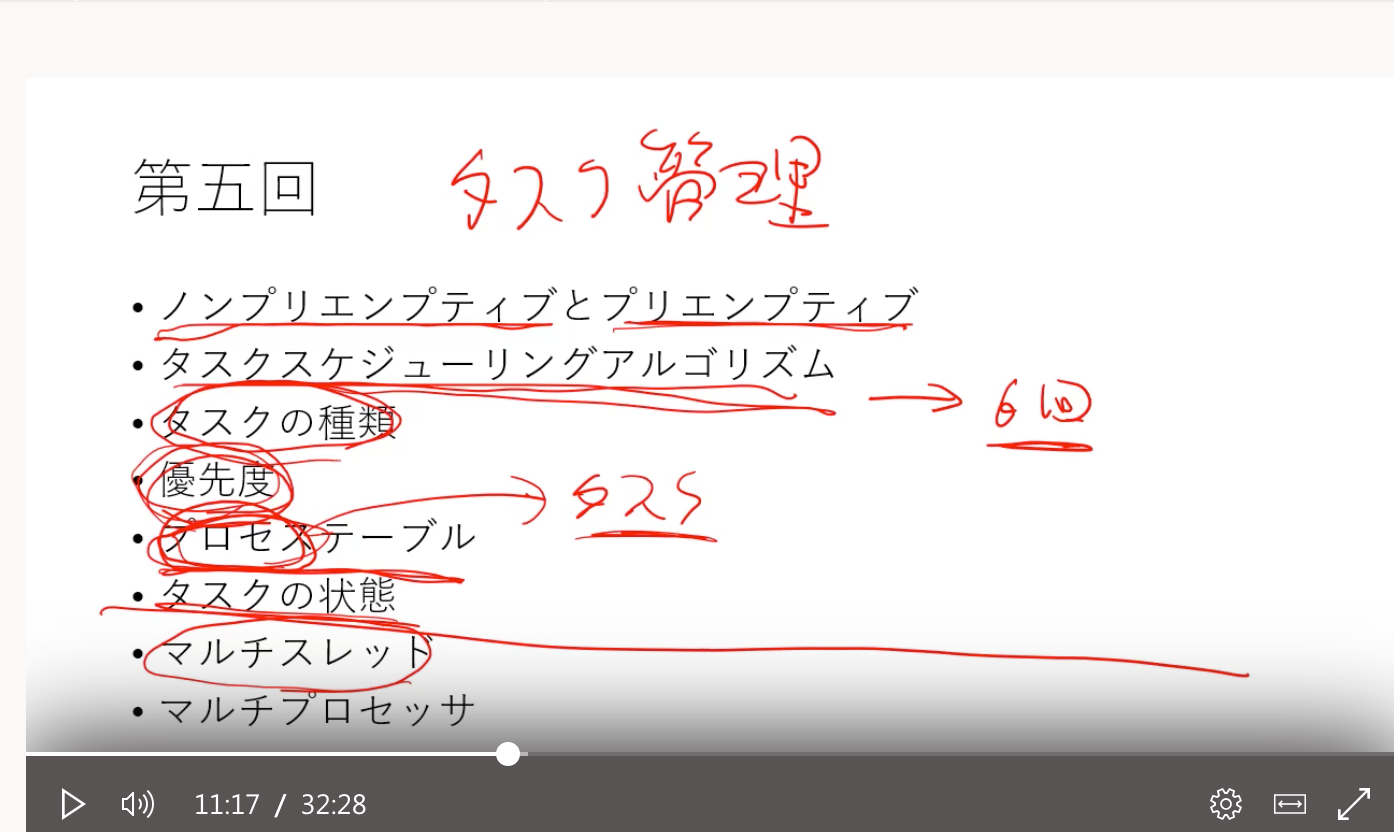 第五回 タスク管理
• ノンプリエンプティブとプリエンプティブ
• タスクスケジューリングアルゴリズム
→ 6回
• タスクの種類
• 優先度
→ タスク
• プロセステーブル
• タスクの状態
• マルチスレッド
• マルチプロセッサ
11:17 / 32:28